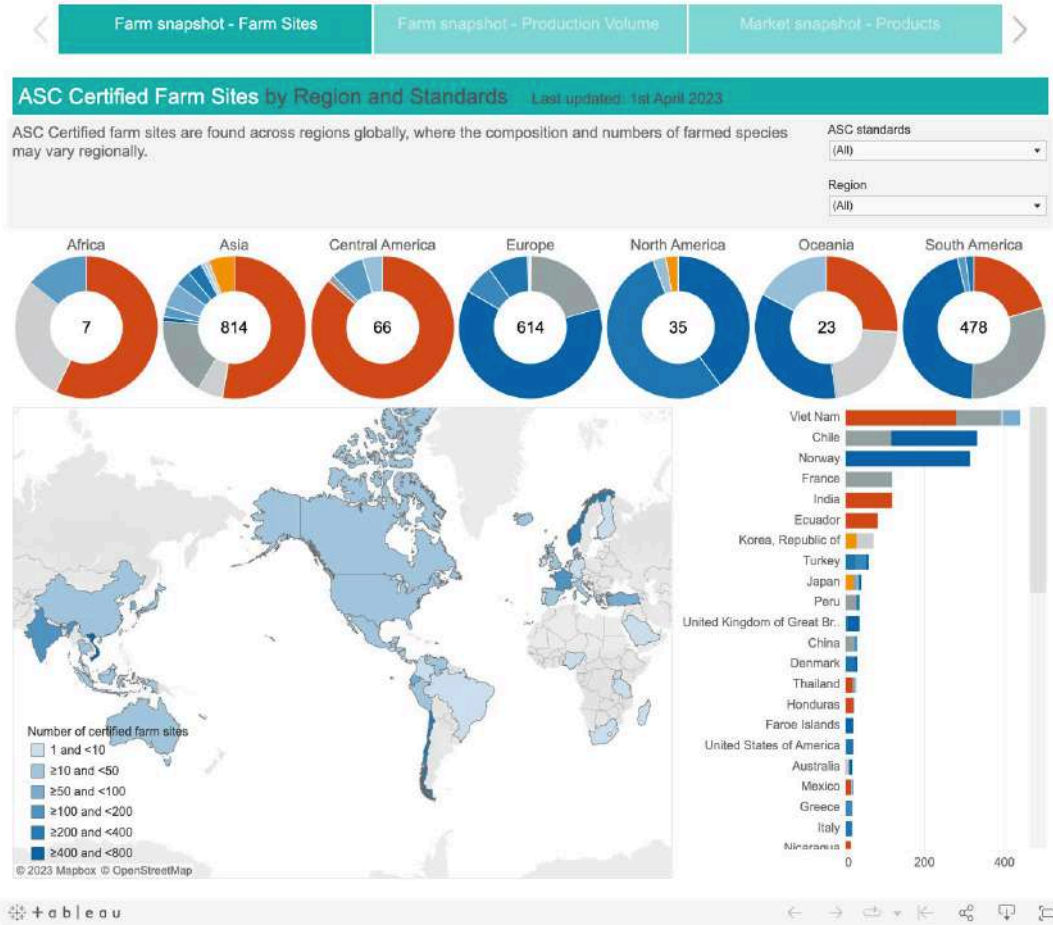 Farm snapshot - Farm Sites
Farm snapshot - Production Volume
Market snapshot - Products
ASC Certified Farm Sites by Region and Standards Last updated: 1st April 2023
ASC Certified farm sites are found across regions globally, where the composition and numbers of farmed species
may vary regionally.
ASC standards
(All)
Region
(All)
Africa
Asia
Central America
Europe
North America
Oceania
South America
7
814
66
614
35
23
478
Viet Nam
Chile
Norway
France
India
Ecuador
Korea, Republic of
Turkey
Japan
Peru
United Kingdom of Great Br..
China
Denmark
Thailand
Honduras
Faroe Islands
United States of America
Australia
Mexico
Greece
Italy
Nicaragua
0
200
400
Number of certified farm sites
1 and <10
≥10 and <50
≥50 and <100
≥100 and <200
≥200 and <400
≥400 and <800
© 2023 Mapbox © OpenStreetMap
+ableau